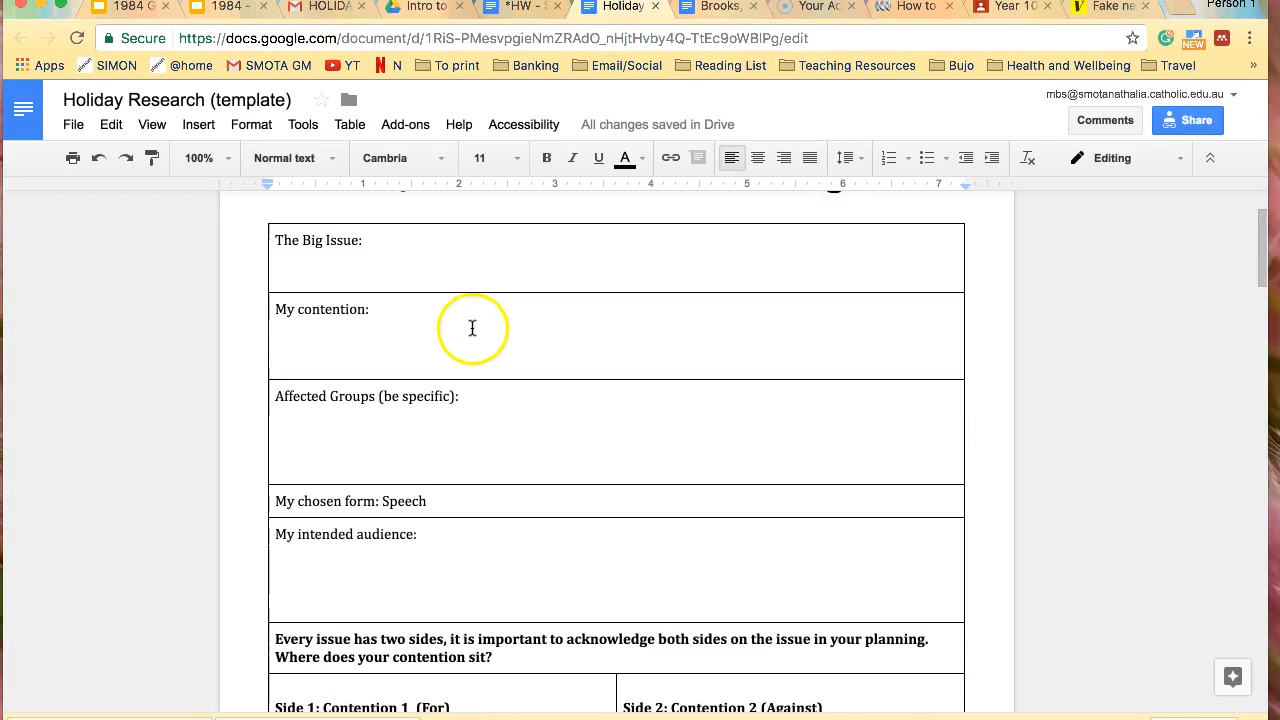 1984 G
1984 -
HOLIDA
Intro to
*HW - S
Holiday
Brooks,
Your Ac
How to
Year 10
Fake ne
Person 1
Secure
https://docs.google.com/document/d/1RiS-PMesvpgieNmZRAdO_nHjtHvby4Q-TtEc9oWBlPg/edit
NEW
Apps SIMON @home SMOTA GM YT N To print Banking Email/Social Reading List Teaching Resources Bujo Health and Wellbeing Travel »
Holiday Research (template)
mbs@smotanathalia.catholic.edu.au
File Edit View Insert Format Tools Table Add-ons Help Accessibility All changes saved in Drive
Comments Share
100% Normal text Cambria 11 B I U A Editing
1 2 3 4 5 6 7
The Big Issue:
My contention:
Affected Groups (be specific):
My chosen form: Speech
My intended audience:
Every issue has two sides, it is important to acknowledge both sides on the issue in your planning.
Where does your contention sit?
Side 1: Contention 1 (For) Side 2: Contention 2 (Against)